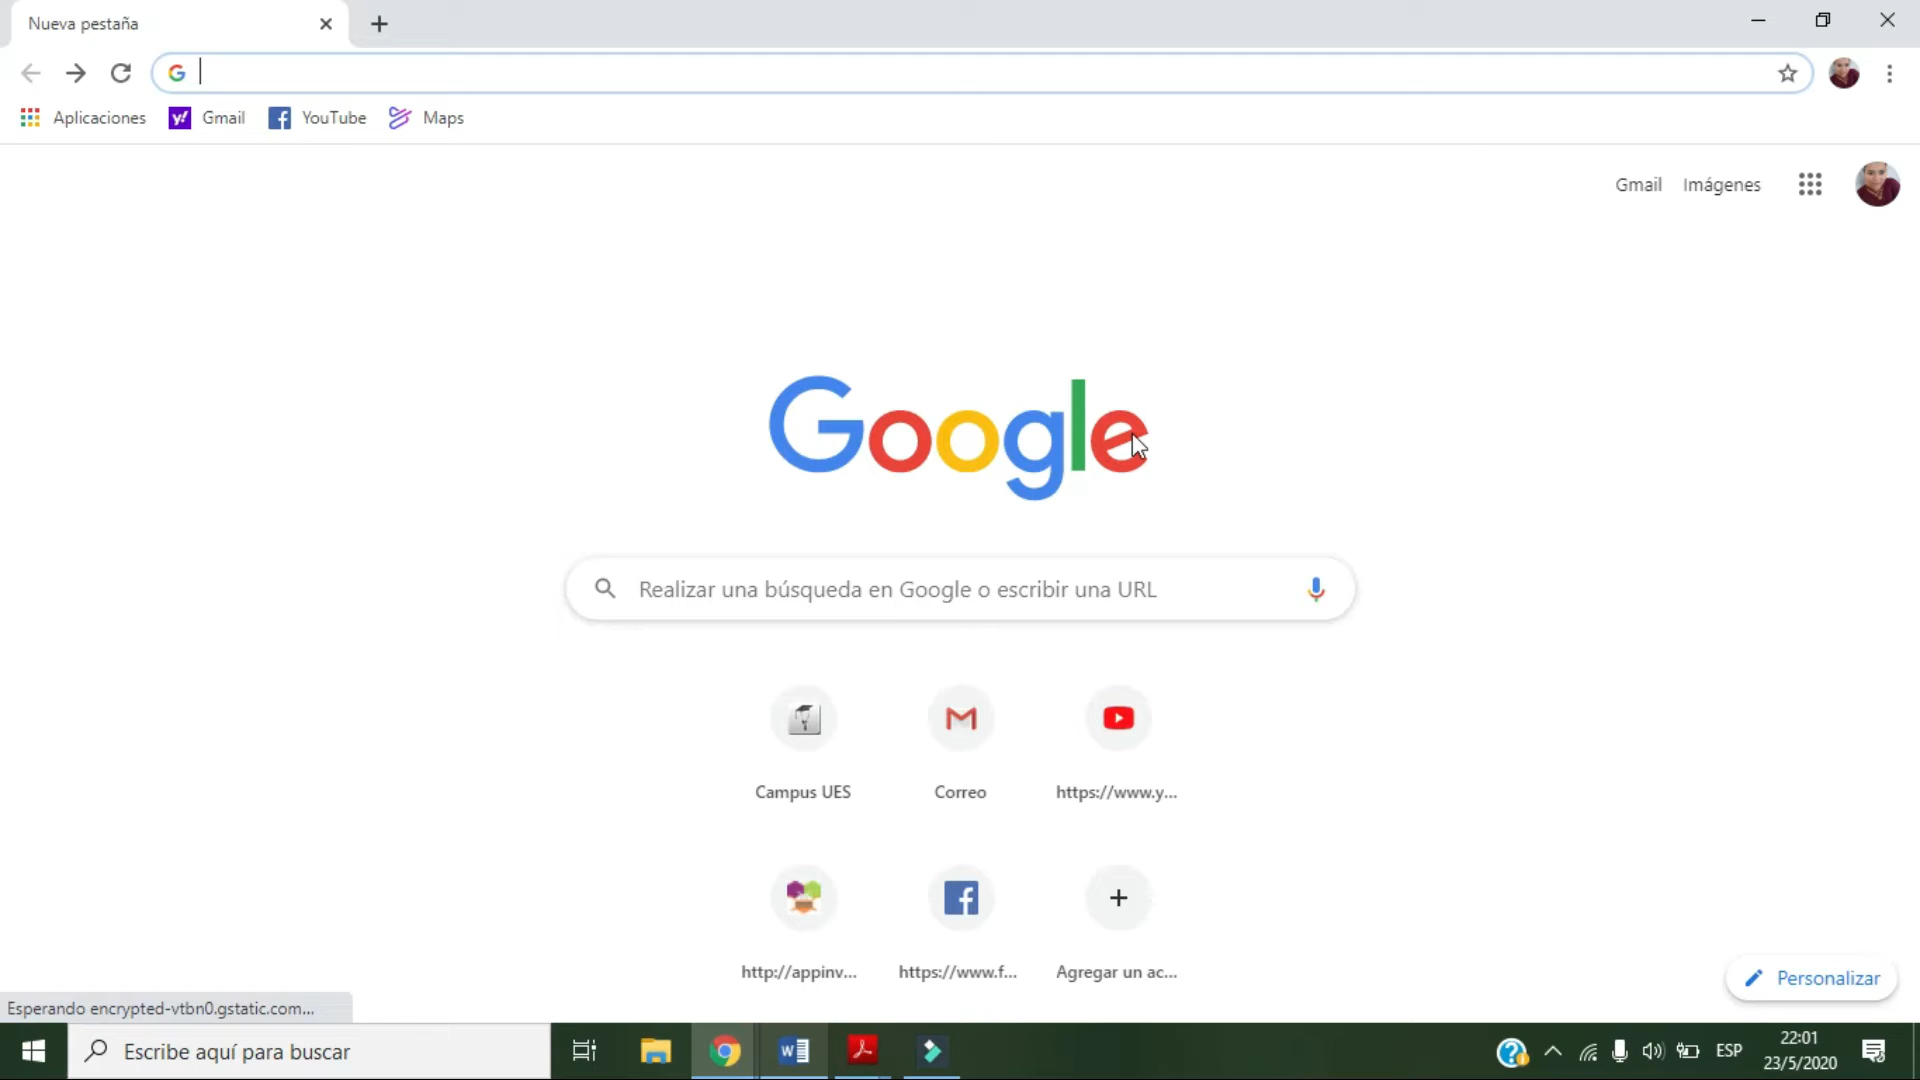 Nueva pestaña
Aplicaciones
Gmail
YouTube
Maps
Gmail
Imágenes
Google
Realizar una búsqueda en Google o escribir una URL
Campus UES
Correo
https://www.y...
http://appinv...
https://www.f...
Agregar un ac...
Personalizar
Esperando encrypted-vtbn0.gstatic.com...
Escribe aquí para buscar
ESP
22:01
23/5/2020